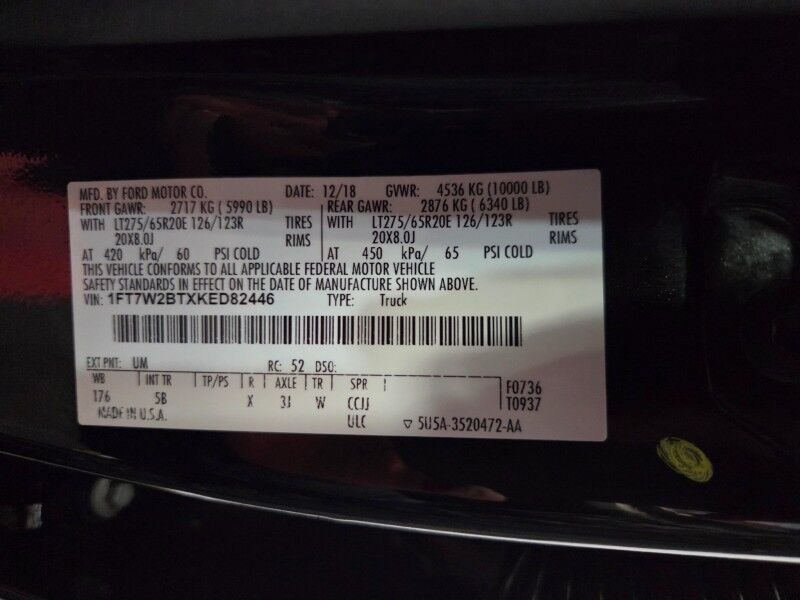 MFD. BY FORD MOTOR CO. DATE: 12/18 GVWR: 4536 KG (10000 LB)
FRONT GAWR: 2717 KG ( 5990 LB) REAR GAWR: 2876 KG ( 6340 LB)
WITH LT275/65R20E 126/123R TIRES WITH LT275/65R20E 126/123R TIRES
20X8.0J RIMS 20X8.0J RIMS
AT 420 kPa/ 60 PSI COLD AT 450 kPa/ 65 PSI COLD
THIS VEHICLE CONFORMS TO ALL APPLICABLE FEDERAL MOTOR VEHICLE
SAFETY STANDARDS IN EFFECT ON THE DATE OF MANUFACTURE SHOWN ABOVE.
VIN: 1FT7W2BTXKED82446 TYPE: Truck
EXT PNT: UM RC: 52 DSO:
WB INT TR TP/PS R AXLE TR SPR F0736
176 5B X 3J W CCJJ T0937
MADE IN U.S.A. ULC ▽ 5U5A-3520472-AA